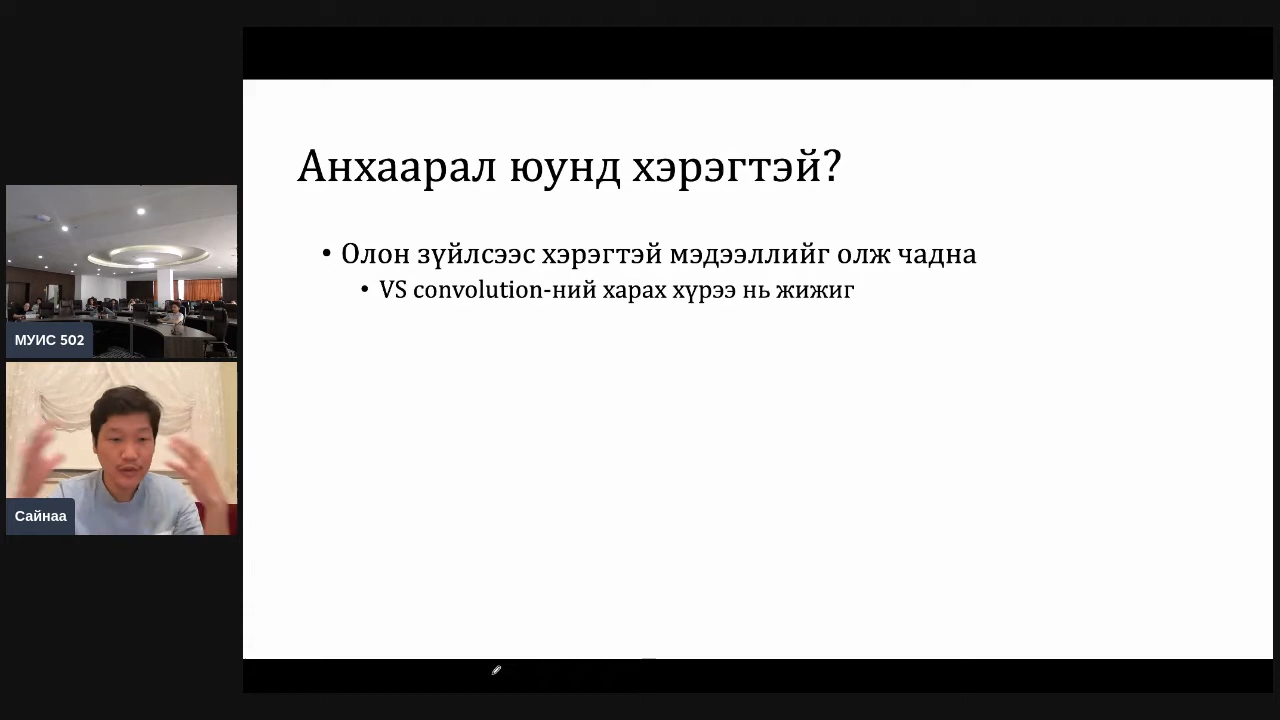 Анхаарал юунд хэрэгтэй?
• Олон зүйлсээс хэрэгтэй мэдээллийг олж чадна
• VS convolution-ний харах хүрээ нь жижиг
МУИС 502
Сайнаа